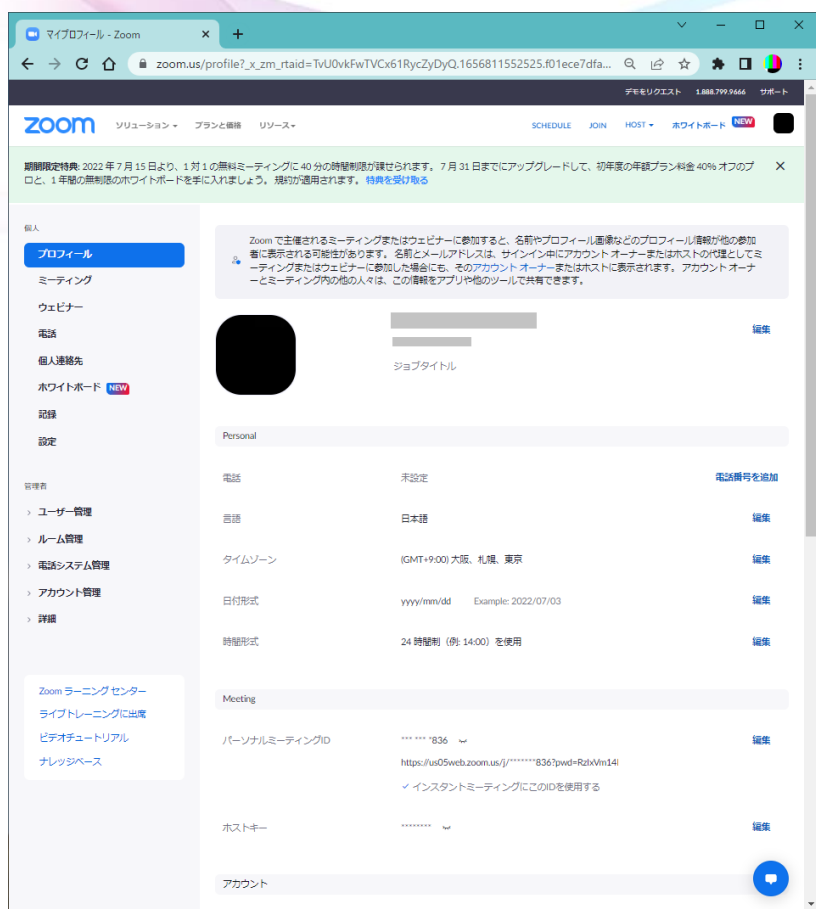 マイプロフィール - Zoom
zoom.us/profile?_x_zm_rtaid=TvU0vkFwTVCx61RycZyDyQ.1656811552525.f01ece7dfa...
デモをリクエスト 1.888.799.9666 サポート
zoom ソリューション プランと価格 リソース SCHEDULE JOIN HOST ホワイトボード NEW
期間限定特典: 2022 年 7 月 15 日より、1 対 1 の無料ミーティングに 40 分の時間制限が課せられます。 7 月 31 日までにアップグレードして、初年度の年額プラン料金 40% オフのプ
ロと、1 年間の無制限のホワイトボードを手に入れましょう。 規約が適用されます。 特典を受け取る
個人
プロフィール
ミーティング
ウェビナー
電話
個人連絡先
ホワイトボード NEW
記録
設定
管理者
ユーザー管理
ルーム管理
電話システム管理
アカウント管理
詳細
Zoom ラーニング センター
ライブトレーニングに出席
ビデオチュートリアル
ナレッジベース
Zoom で主催されるミーティングまたはウェビナーに参加すると、名前やプロフィール画像などのプロフィール情報が他の参加
者に表示される可能性があります。 名前とメールアドレスは、サインイン中にアカウント オーナーまたはホストの代理としてミ
ーティングまたはウェビナーに参加した場合にも、そのアカウント オーナーまたはホストに表示されます。 アカウント オーナ
ーとミーティング内の他の人々は、この情報をアプリや他のツールで共有できます。
編集
ジョブタイトル
Personal
電話 未設定 電話番号を追加
言語 日本語 編集
タイムゾーン (GMT+9:00) 大阪、札幌、東京 編集
日付形式 yyyy/mm/dd Example: 2022/07/03 編集
時間形式 24 時間制（例: 14:00）を使用 編集
Meeting
パーソナルミーティングID *** *** *836 編集
https://us05web.zoom.us/j/*******836?pwd=RzlxVm14
インスタントミーティングにこのIDを使用する
ホストキー ******** 編集
アカウント